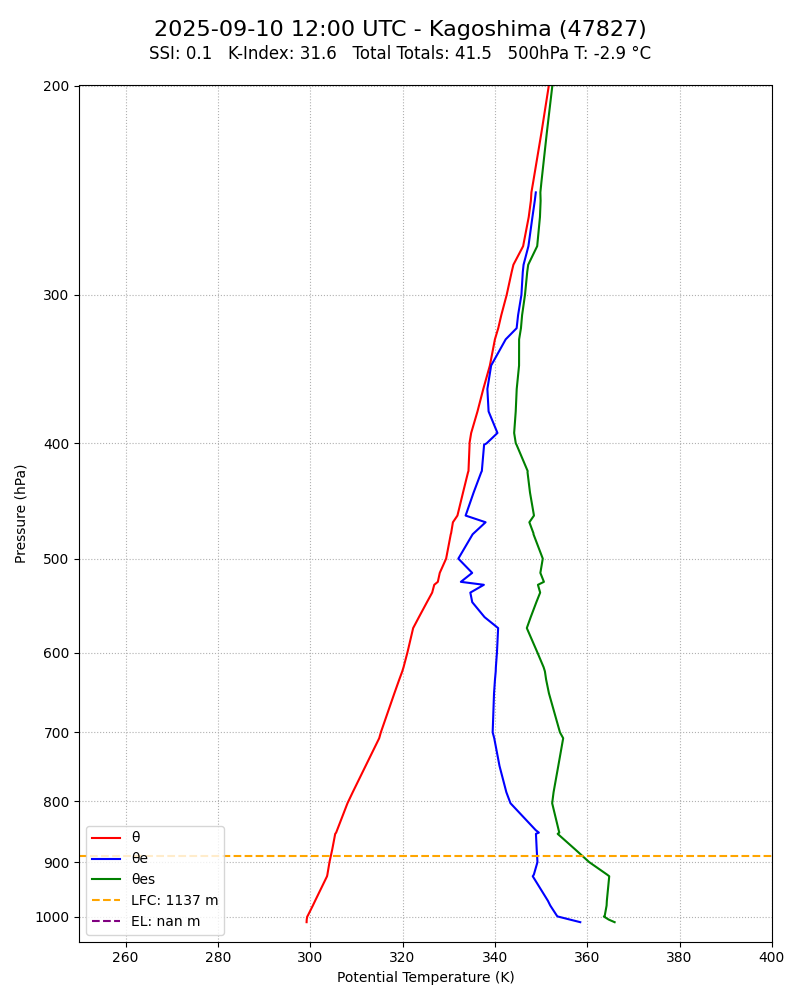 2025-09-10 12:00 UTC - Kagoshima (47827)
SSI: 0.1 K-Index: 31.6 Total Totals: 41.5 500hPa T: -2.9 °C
200
300
400
500
600
700
800
900
1000
Pressure (hPa)
θ
θe
θes
LFC: 1137 m
EL: nan m
260 280 300 320 340 360 380 400
Potential Temperature (K)